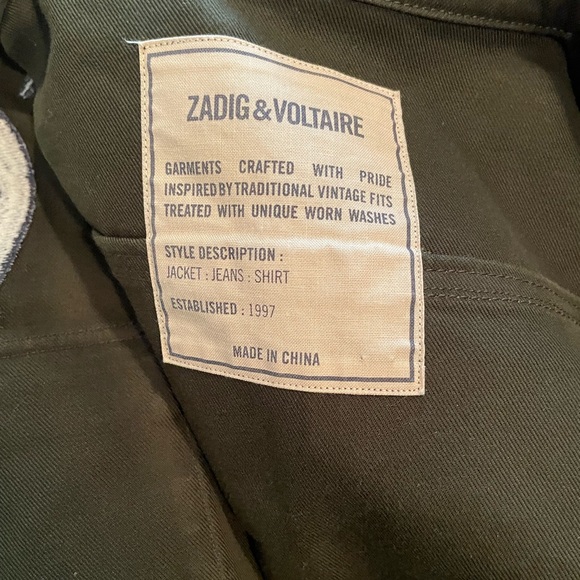 ZADIG&VOLTAIRE
GARMENTS CRAFTED WITH PRIDE
INSPIRED BY TRADITIONAL VINTAGE FITS
TREATED WITH UNIQUE WORN WASHES
STYLE DESCRIPTION :
JACKET : JEANS : SHIRT
ESTABLISHED : 1997
MADE IN CHINA